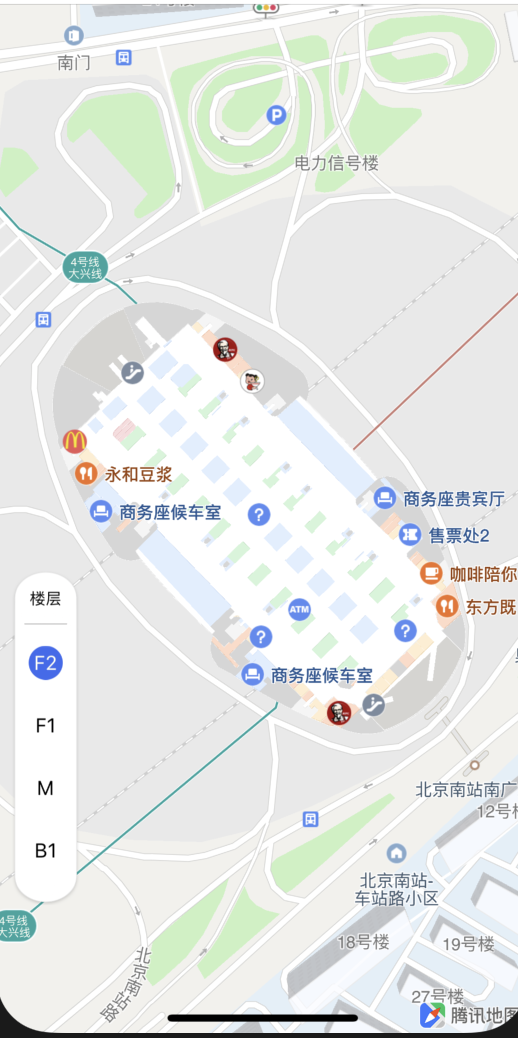 南门
P
电力信号楼
4号线
大兴线
永和豆浆
商务座候车室
?
商务座贵宾厅
售票处2
咖啡陪你
东方既
ATM
?
?
商务座候车室
楼层
F2
F1
M
B1
北京南站南广
12号
北京南站-
车站路小区
4号线
大兴线
18号楼
19号楼
北京南站路
27号楼
腾讯地图